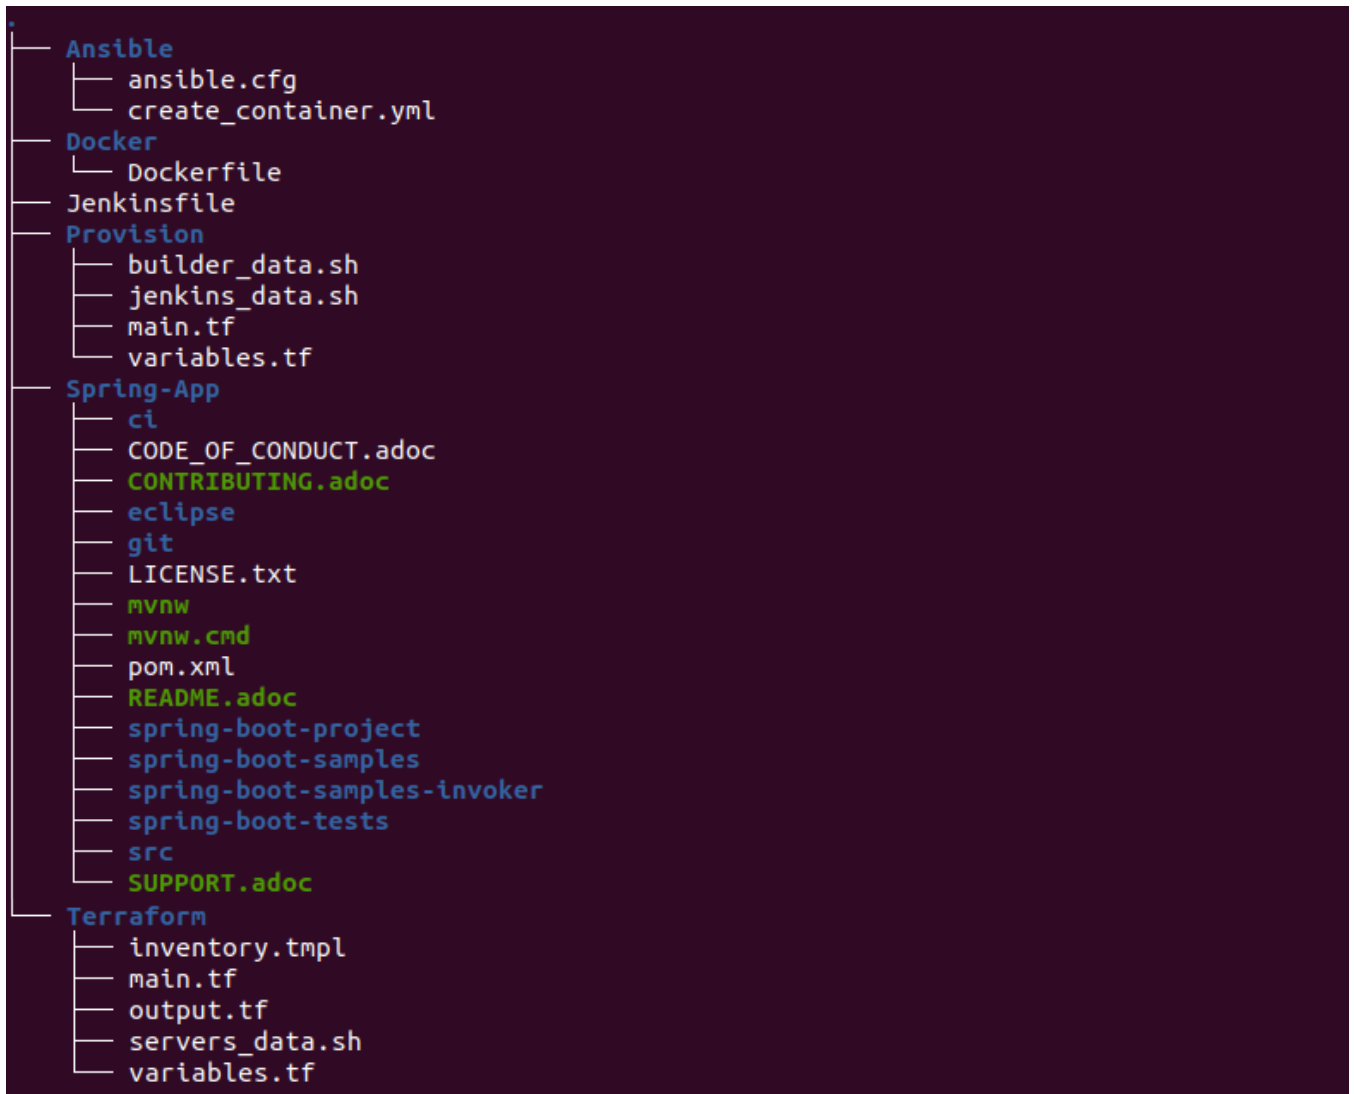 .
Ansible
ansible.cfg
create_container.yml
Docker
Dockerfile
Jenkinsfile
Provision
builder_data.sh
jenkins_data.sh
main.tf
variables.tf
Spring-App
ci
CODE_OF_CONDUCT.adoc
CONTRIBUTING.adoc
eclipse
git
LICENSE.txt
mvnw
mvnw.cmd
pom.xml
README.adoc
spring-boot-project
spring-boot-samples
spring-boot-samples-invoker
spring-boot-tests
src
SUPPORT.adoc
Terraform
inventory.tmpl
main.tf
output.tf
servers_data.sh
variables.tf